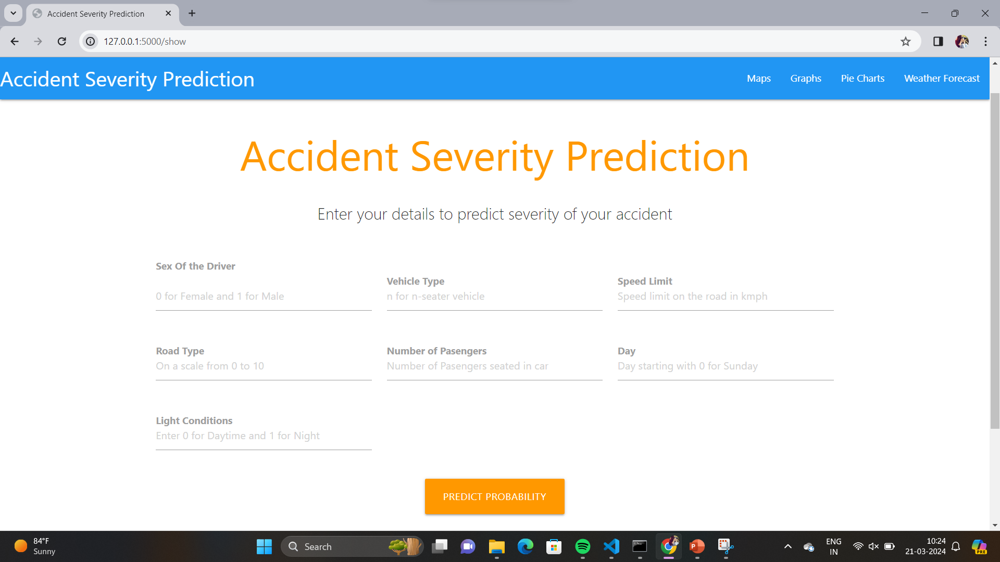 Accident Severity Prediction
127.0.0.1:5000/show
Accident Severity Prediction
Maps Graphs Pie Charts Weather Forecast
Accident Severity Prediction
Enter your details to predict severity of your accident
Sex Of the Driver
0 for Female and 1 for Male
Vehicle Type
n for n-seater vehicle
Speed Limit
Speed limit on the road in kmph
Road Type
On a scale from 0 to 10
Number of Pasengers
Number of Pasengers seated in car
Day
Day starting with 0 for Sunday
Light Conditions
Enter 0 for Daytime and 1 for Night
PREDICT PROBABILITY
84°F
Sunny
Search
ENG
IN
10:24
21-03-2024
PRE